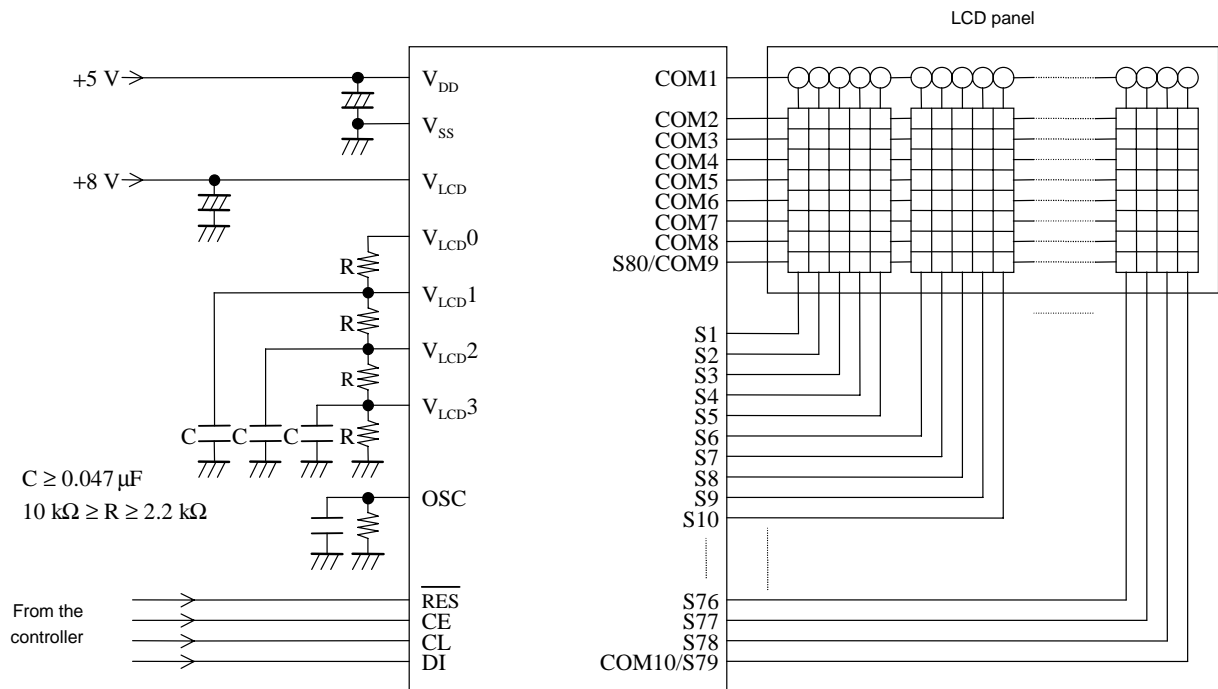 LCD panel
+5 V
VDD
VSS
+8 V
VLCD
VLCD0
R
VLCD1
R
VLCD2
R
VLCD3
C
C
C
R
C ≥ 0.047 μF
10 kΩ ≥ R ≥ 2.2 kΩ
OSC
From the
controller
RES
CE
CL
DI
COM1
COM2
COM3
COM4
COM5
COM6
COM7
COM8
S80/COM9
S1
S2
S3
S4
S5
S6
S7
S8
S9
S10
S76
S77
S78
COM10/S79